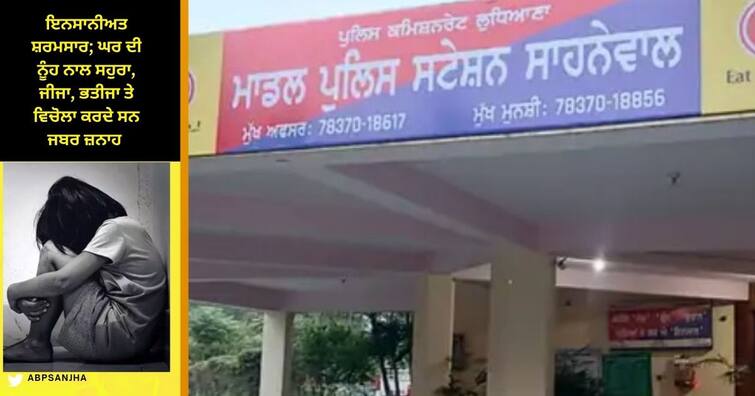 ਇਨਸਾਨੀਅਤ
ਸ਼ਰਮਸਾਰ; ਘਰ ਦੀ
ਨੂੰਹ ਨਾਲ ਸਹੁਰਾ,
ਜੀਜਾ, ਭਤੀਜਾ ਤੇ
ਵਿਚੋਲਾ ਕਰਦੇ ਸਨ
ਜਬਰ ਜ਼ਨਾਹ
ABPSANJHA
ਪੁਲਿਸ ਕਮਿਸ਼ਨਰੇਟ ਲੁਧਿਆਣਾ
ਮਾਡਲ ਪੁਲਿਸ ਸਟੇਸ਼ਨ ਸਾਹਨੇਵਾਲ
ਮੁੱਖ ਅਫਸਰ: 78370-18617 ਮੁੱਖ ਮੁਨਸ਼ੀ: 78370-18856
Eat